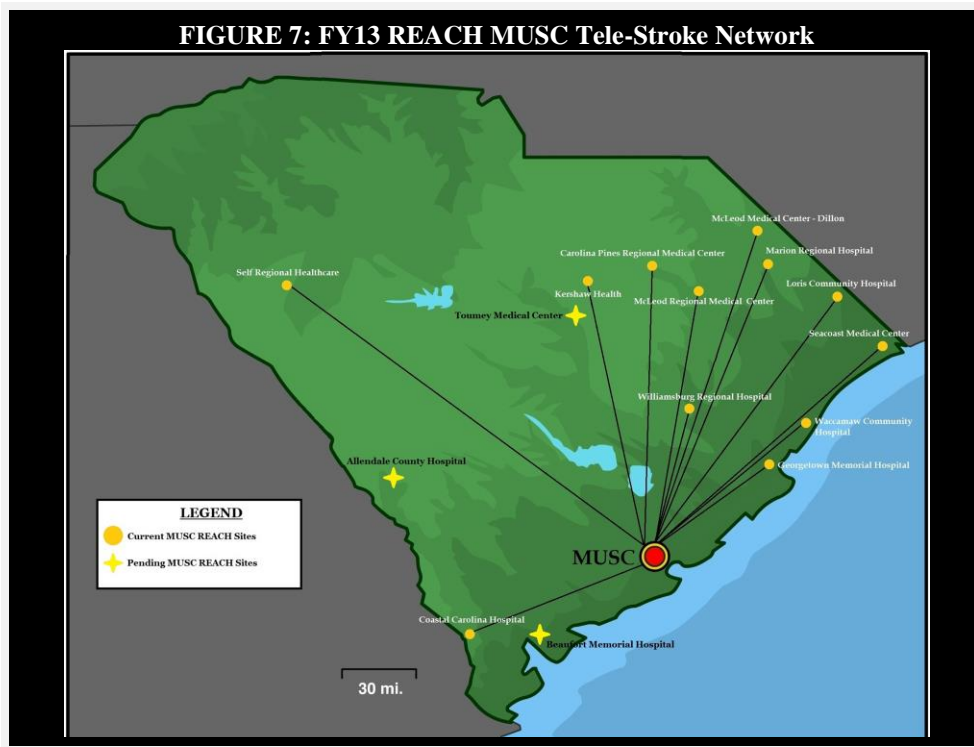 FIGURE 7: FY13 REACH MUSC Tele-Stroke Network
McLeod Medical Center - Dillon
Marion Regional Hospital
Carolina Pines Regional Medical Center
Self Regional Healthcare
Loris Community Hospital
Kershaw Health
McLeod Regional Medical Center
Toumey Medical Center
Seacoast Medical Center
Williamsburg Regional Hospital
Waccamaw Community
Hospital
Georgetown Memorial Hospital
Allendale County Hospital
LEGEND
Current MUSC REACH Sites
Pending MUSC REACH Sites
MUSC
Coastal Carolina Hospital
Beaufort Memorial Hospital
30 mi.